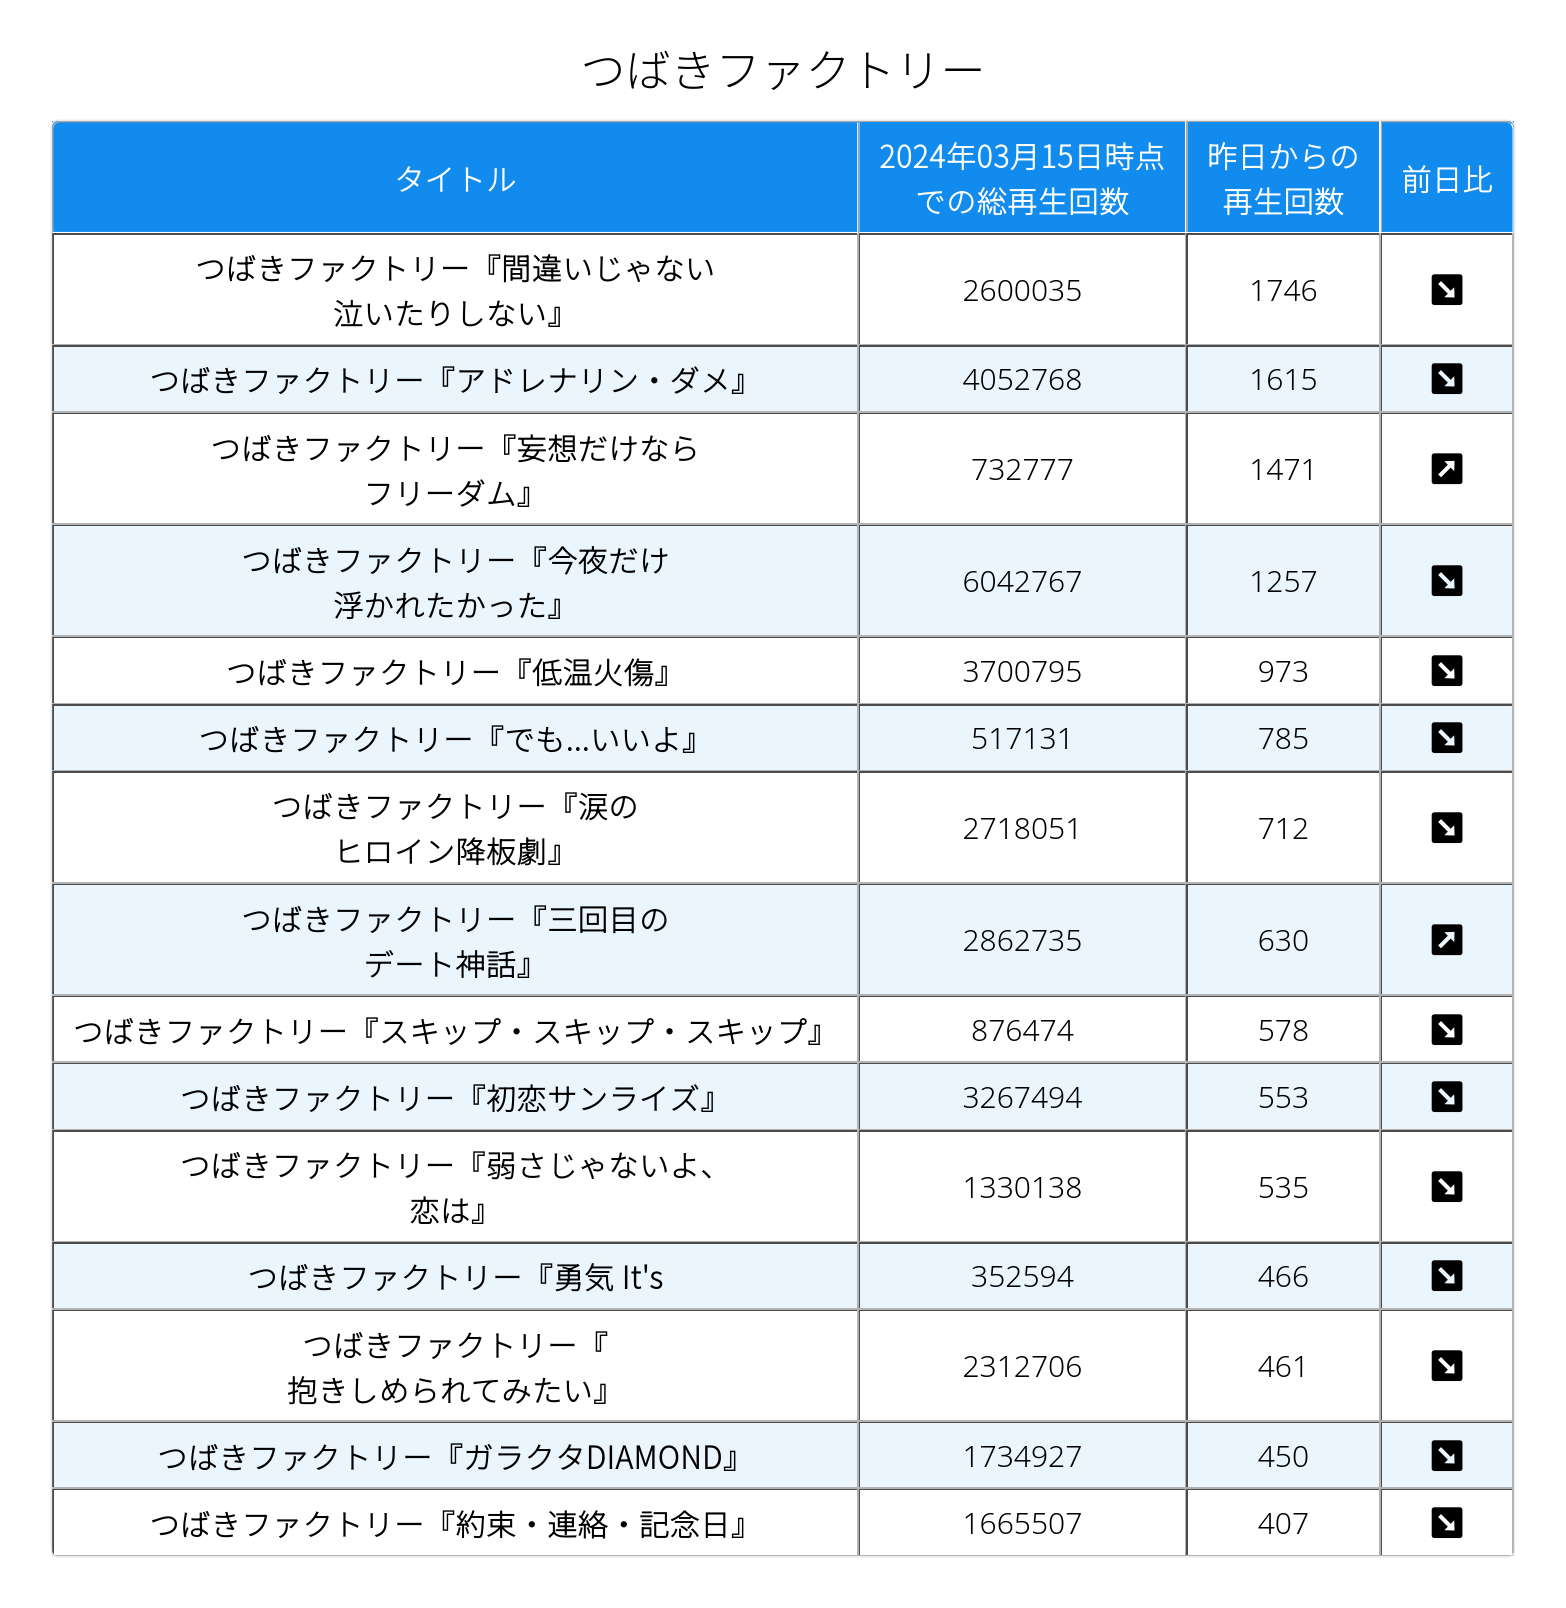 つばきファクトリー
タイトル
2024年03月15日時点
での総再生回数
昨日からの
再生回数
前日比
つばきファクトリー『間違いじゃない
泣いたりしない』
2600035
1746
つばきファクトリー『アドレナリン・ダメ』
4052768
1615
つばきファクトリー『妄想だけなら
フリーダム』
732777
1471
つばきファクトリー『今夜だけ
浮かれたかった』
6042767
1257
つばきファクトリー『低温火傷』
3700795
973
つばきファクトリー『でも...いいよ』
517131
785
つばきファクトリー『涙の
ヒロイン降板劇』
2718051
712
つばきファクトリー『三回目の
デート神話』
2862735
630
つばきファクトリー『スキップ・スキップ・スキップ』
876474
578
つばきファクトリー『初恋サンライズ』
3267494
553
つばきファクトリー『弱さじゃないよ、
恋は』
1330138
535
つばきファクトリー『勇気 It's
352594
466
つばきファクトリー『
抱きしめられてみたい』
2312706
461
つばきファクトリー『ガラクタDIAMOND』
1734927
450
つばきファクトリー『約束・連絡・記念日』
1665507
407